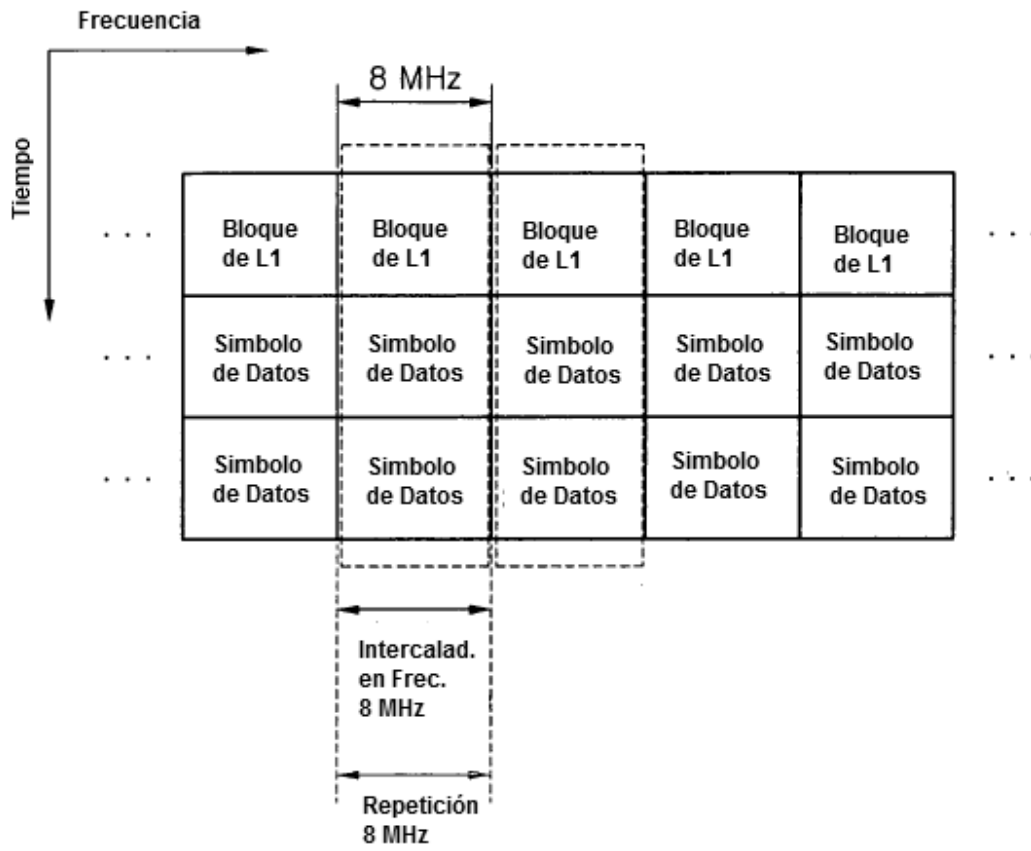 Frecuencia
8 MHz
Tiempo
. . .
Bloque
de L1
Bloque
de L1
Bloque
de L1
Bloque
de L1
Bloque
de L1
. . .
. . .
Simbolo
de Datos
Simbolo
de Datos
Simbolo
de Datos
Simbolo
de Datos
Simbolo
de Datos
. . .
. . .
Simbolo
de Datos
Simbolo
de Datos
Simbolo
de Datos
Simbolo
de Datos
Simbolo
de Datos
. . .
Intercalad.
en Frec.
8 MHz
Repetición
8 MHz